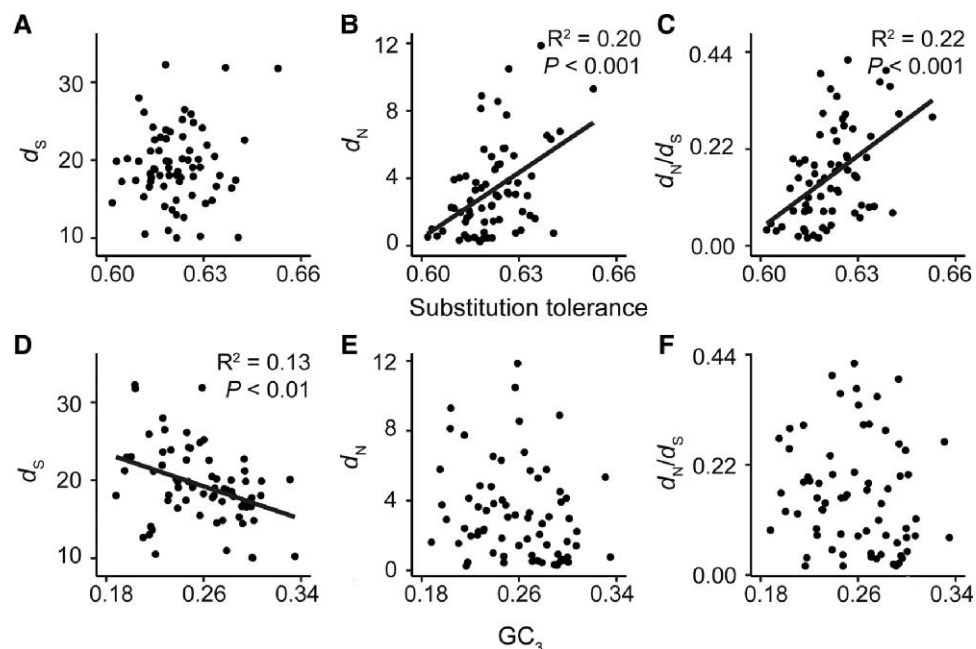 A B C
R² = 0.20
P < 0.001
R² = 0.22
P < 0.001
dS
30
20
10
0.60 0.63 0.66
dN
12
8
4
0
0.60 0.63 0.66
dN/dS
0.44
0.22
0.00
0.60 0.63 0.66
Substitution tolerance
D E F
R² = 0.13
P < 0.01
dS
30
20
10
0.18 0.26 0.34
dN
12
8
4
0
0.18 0.26 0.34
dN/dS
0.44
0.22
0.00
0.18 0.26 0.34
GC₃